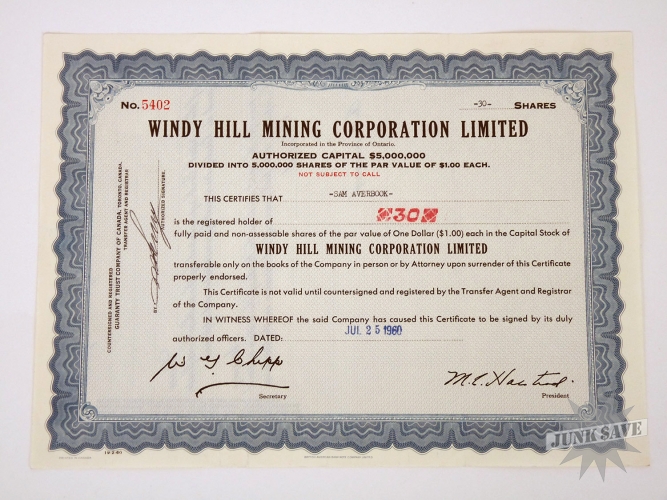 No. 5402
-30- SHARES
WINDY HILL MINING CORPORATION LIMITED
Incorporated in the Province of Ontario.
AUTHORIZED CAPITAL $5,000,000
DIVIDED INTO 5,000,000 SHARES OF THE PAR VALUE OF $1.00 EACH.
NOT SUBJECT TO CALL
THIS CERTIFIES THAT -SAM AVERBOOK-
is the registered holder of 30
fully paid and non-assessable shares of the par value of One Dollar ($1.00) each in the Capital Stock of
WINDY HILL MINING CORPORATION LIMITED
transferable only on the books of the Company in person or by Attorney upon surrender of this Certificate
properly endorsed.
This Certificate is not valid until countersigned and registered by the Transfer Agent and Registrar
of the Company.
IN WITNESS WHEREOF the said Company has caused this Certificate to be signed by its duly
authorized officers. DATED: JUL 25 1960
Secretary
President
COUNTERSIGNED AND REGISTERED
GUARANTY TRUST COMPANY OF CANADA, TORONTO, CANADA,
TRANSFER AGENT AND REGISTRAR
BY
AUTHORIZED SIGNATURE.
JUNKSAVE